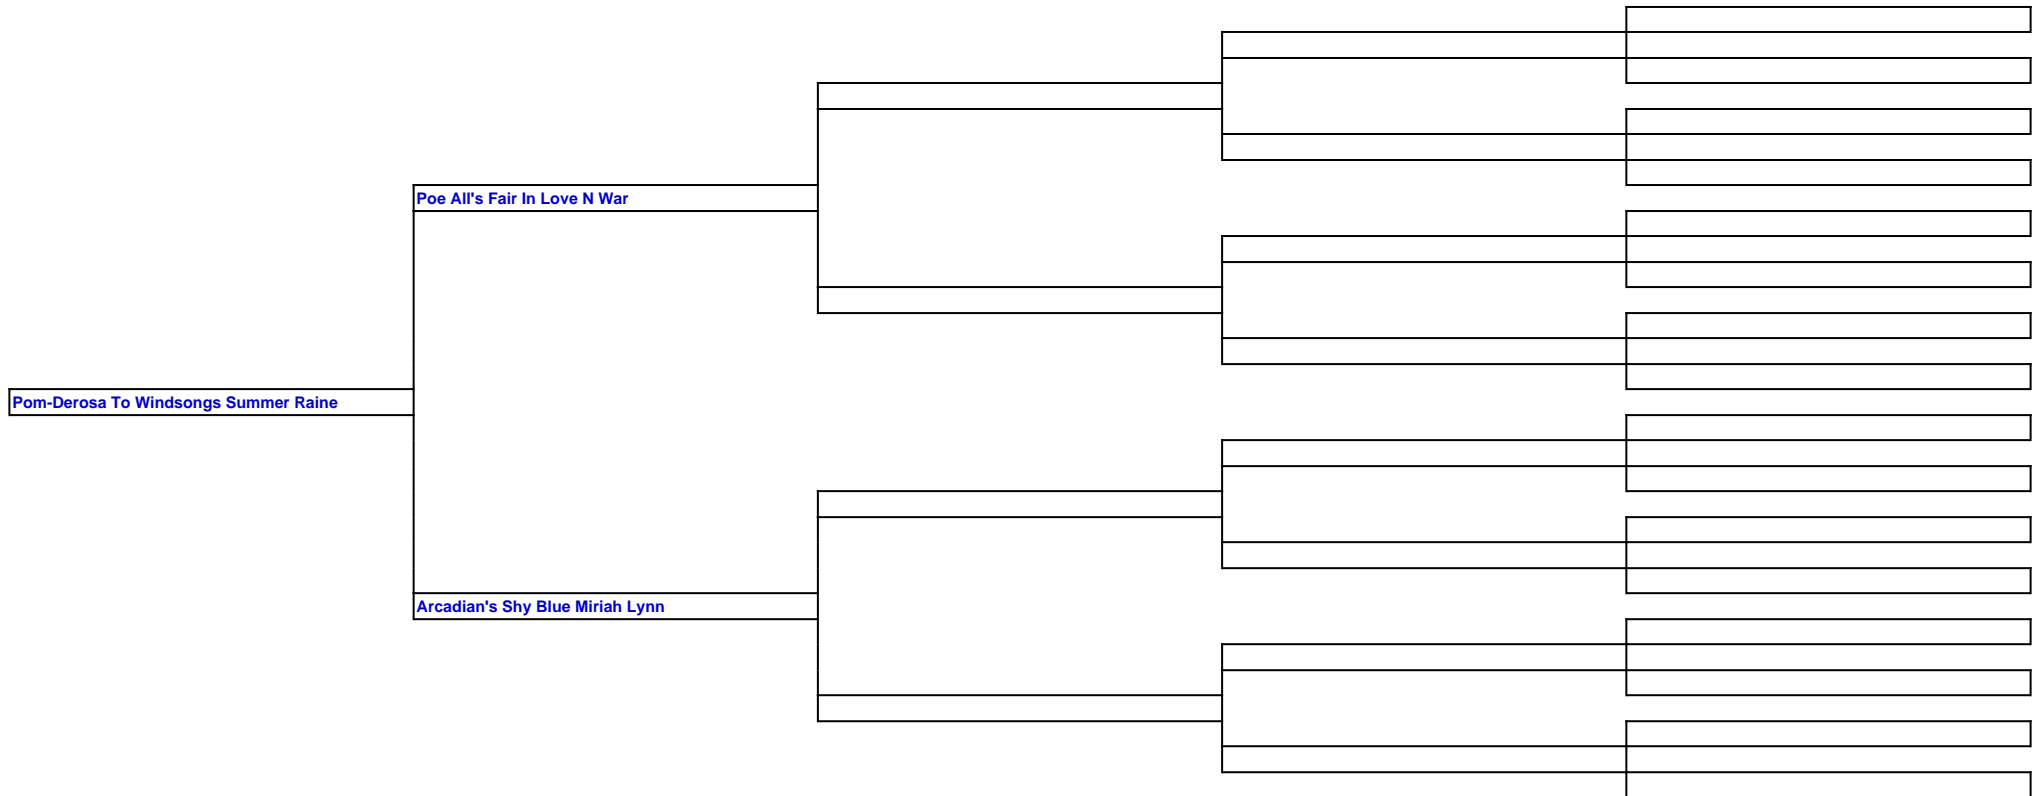 Poe All's Fair In Love N War
Pom-Derosa To Windsongs Summer Raine
Arcadian's Shy Blue Miriah Lynn